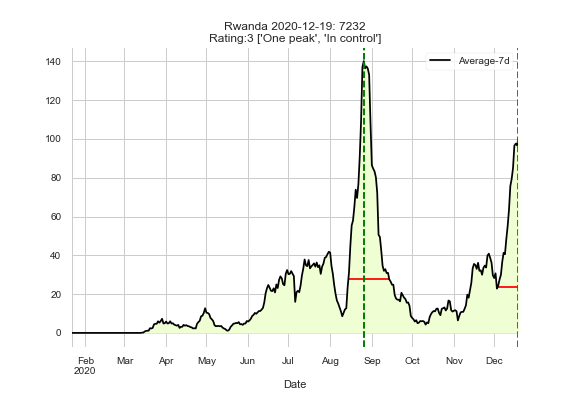 Rwanda 2020-12-19: 7232
Rating:3 ['One peak', 'In control']
Average-7d
140
120
100
80
60
40
20
0
Feb Mar Apr May Jun Jul Aug Sep Oct Nov Dec
2020
Date